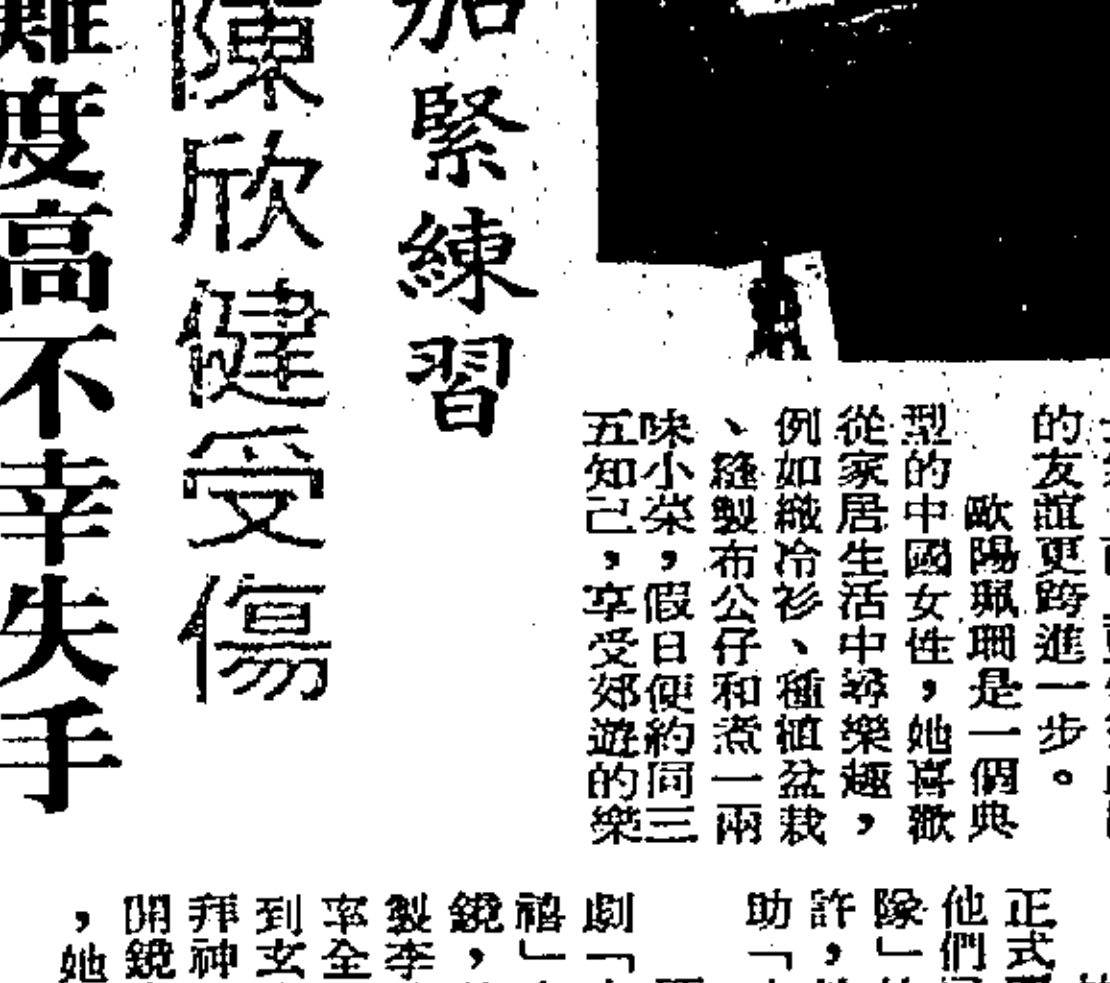 的友誼更跨進一步。
歐陽珮珊是一個典
型的中國女性，她喜歡
從家居生活中尋樂趣，
例如織冷衫、種植盆栽
、縫製布公仔和煮一兩
味小菜，假日便約同三
五知己，享受郊遊的樂
加緊練習
陳欣健受傷
難度高不幸失手
正式
他們
隊」
許，
助「
劇「
禧」
鏡，
製李
率全
到玄
拜神
開鏡
，她